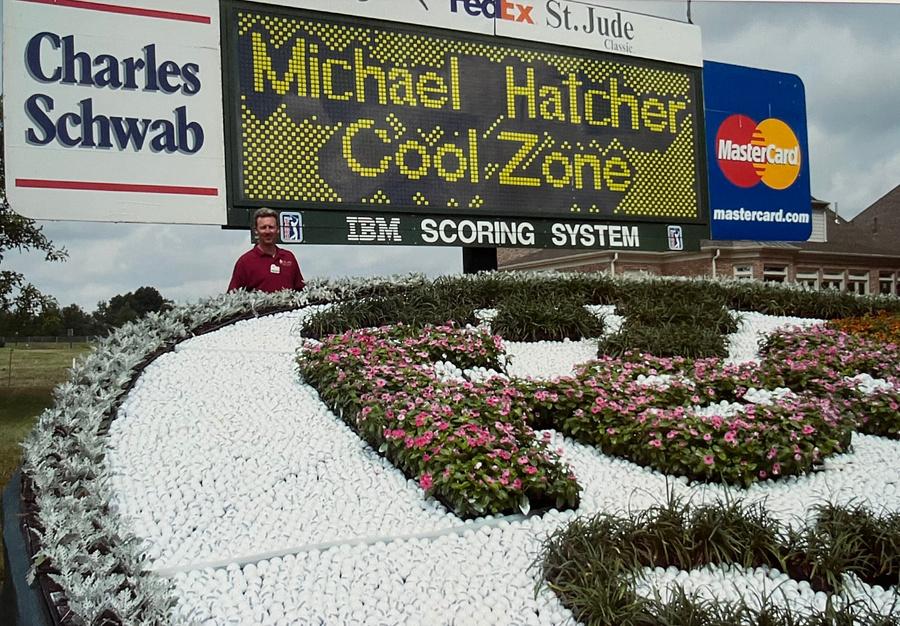 FedEx St. Jude
Classic
Charles
Schwab
Michael Hatcher
Cool Zone
MasterCard
mastercard.com
IBM SCORING SYSTEM